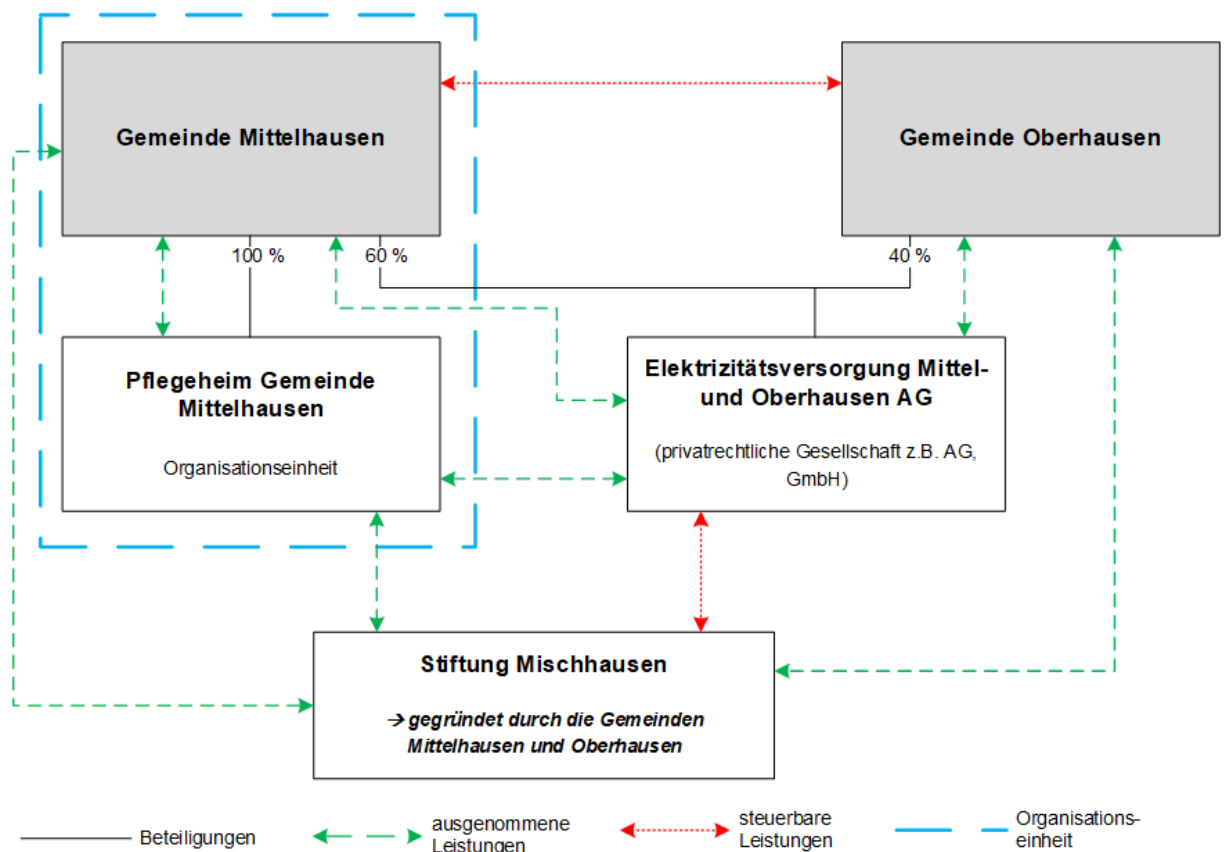 Gemeinde Mittelhausen
Gemeinde Oberhausen
100 %
60 %
40 %
Pflegeheim Gemeinde
Mittelhausen
Organisationseinheit
Elektrizitätsversorgung Mittel-
und Oberhausen AG
(privatrechtliche Gesellschaft z.B. AG,
GmbH)
Stiftung Mischhausen
→ gegründet durch die Gemeinden
Mittelhausen und Oberhausen
Beteiligungen
ausgenommene
Leistungen
steuerbare
Leistungen
Organisations-
einheit